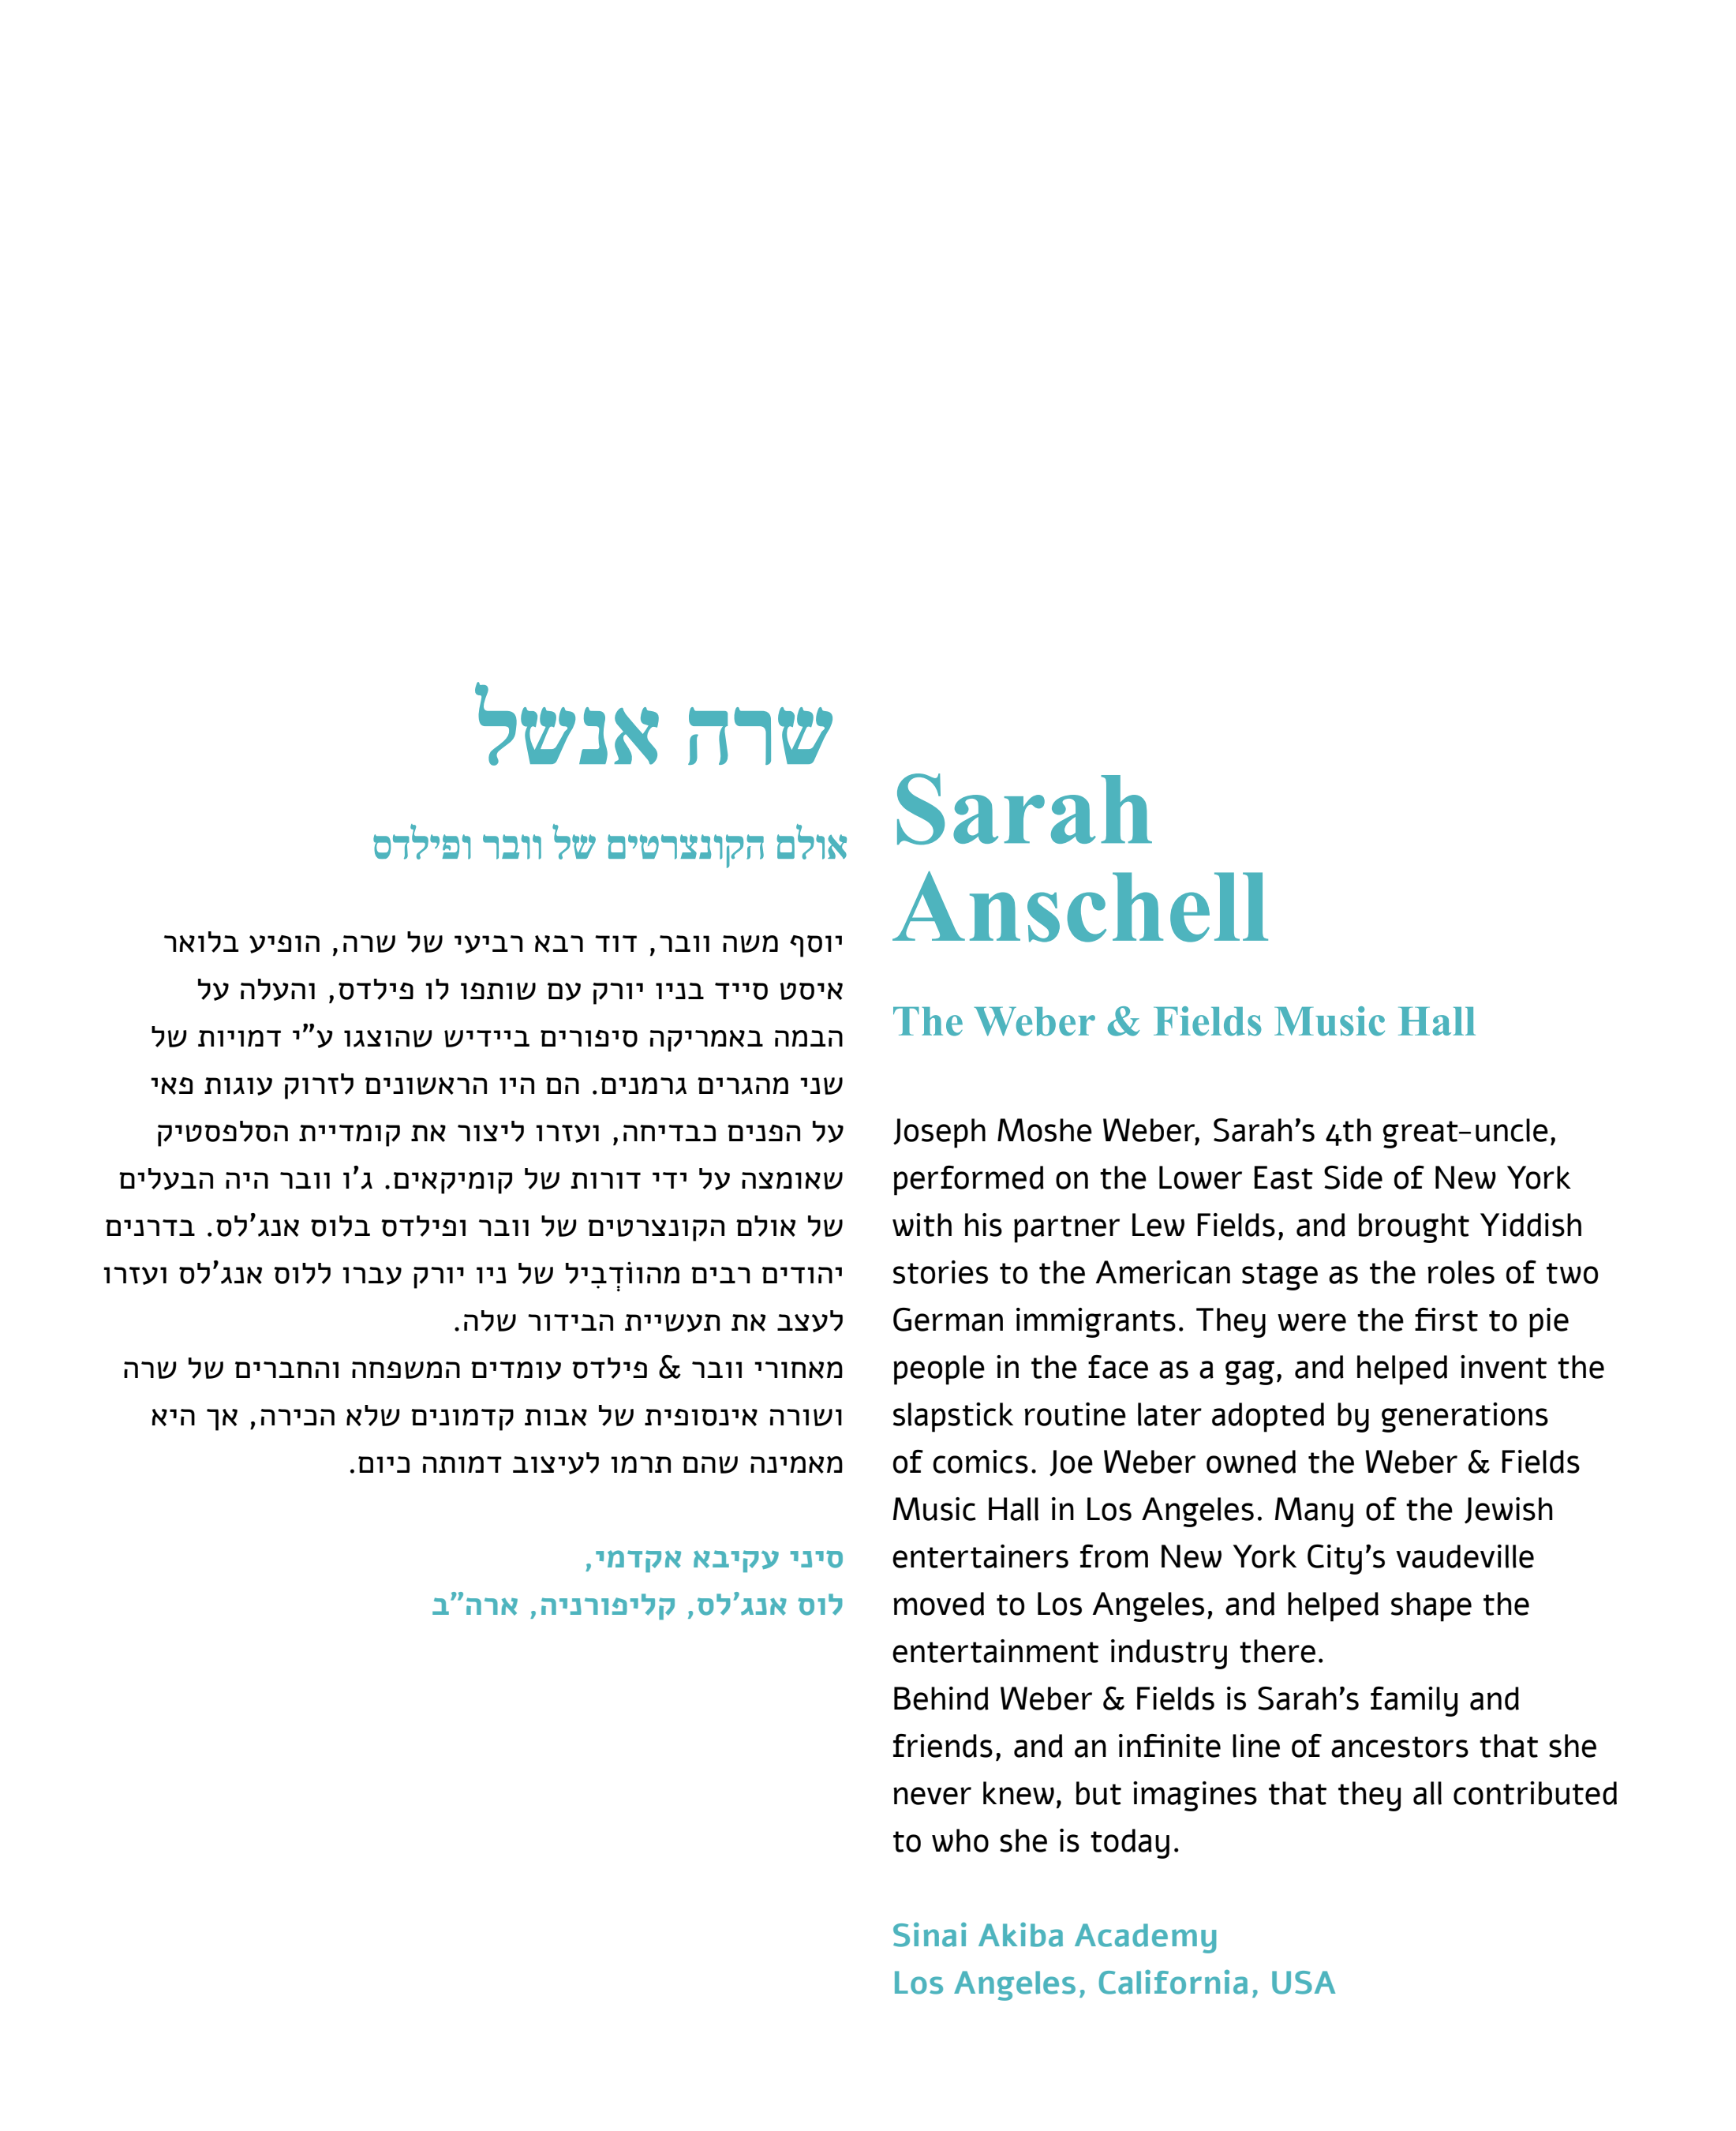 שרה אנשל
אולם הקונצרטים של וובר ופילדס
יוסף משה וובר, דוד רבא רביעי של שרה, הופיע בלואר
איסט סייד בניו יורק עם שותפו לו פילדס, והעלה על
הבמה באמריקה סיפורים ביידיש שהוצגו ע"י דמויות של
שני מהגרים גרמנים. הם היו הראשונים לזרוק עוגות פאי
על הפנים כבדיחה, ועזרו ליצור את קומדיית הסלפסטיק
שאומצה על ידי דורות של קומיקאים. ג'ו וובר היה הבעלים
של אולם הקונצרטים של וובר ופילדס בלוס אנג'לס. בדרנים
יהודים רבים מהווֹדְבִיל של ניו יורק עברו ללוס אנג'לס ועזרו
לעצב את תעשיית הבידור שלה.
מאחורי וובר & פילדס עומדים המשפחה והחברים של שרה
ושורה אינסופית של אבות קדמונים שלא הכירה, אך היא
מאמינה שהם תרמו לעיצוב דמותה כיום.
סיני עקיבא אקדמי,
לוס אנג'לס, קליפורניה, ארה"ב
Sarah
Anschell
The Weber & Fields Music Hall
Joseph Moshe Weber, Sarah's 4th great-uncle,
performed on the Lower East Side of New York
with his partner Lew Fields, and brought Yiddish
stories to the American stage as the roles of two
German immigrants. They were the first to pie
people in the face as a gag, and helped invent the
slapstick routine later adopted by generations
of comics. Joe Weber owned the Weber & Fields
Music Hall in Los Angeles. Many of the Jewish
entertainers from New York City's vaudeville
moved to Los Angeles, and helped shape the
entertainment industry there.
Behind Weber & Fields is Sarah's family and
friends, and an infinite line of ancestors that she
never knew, but imagines that they all contributed
to who she is today.
Sinai Akiba Academy
Los Angeles, California, USA